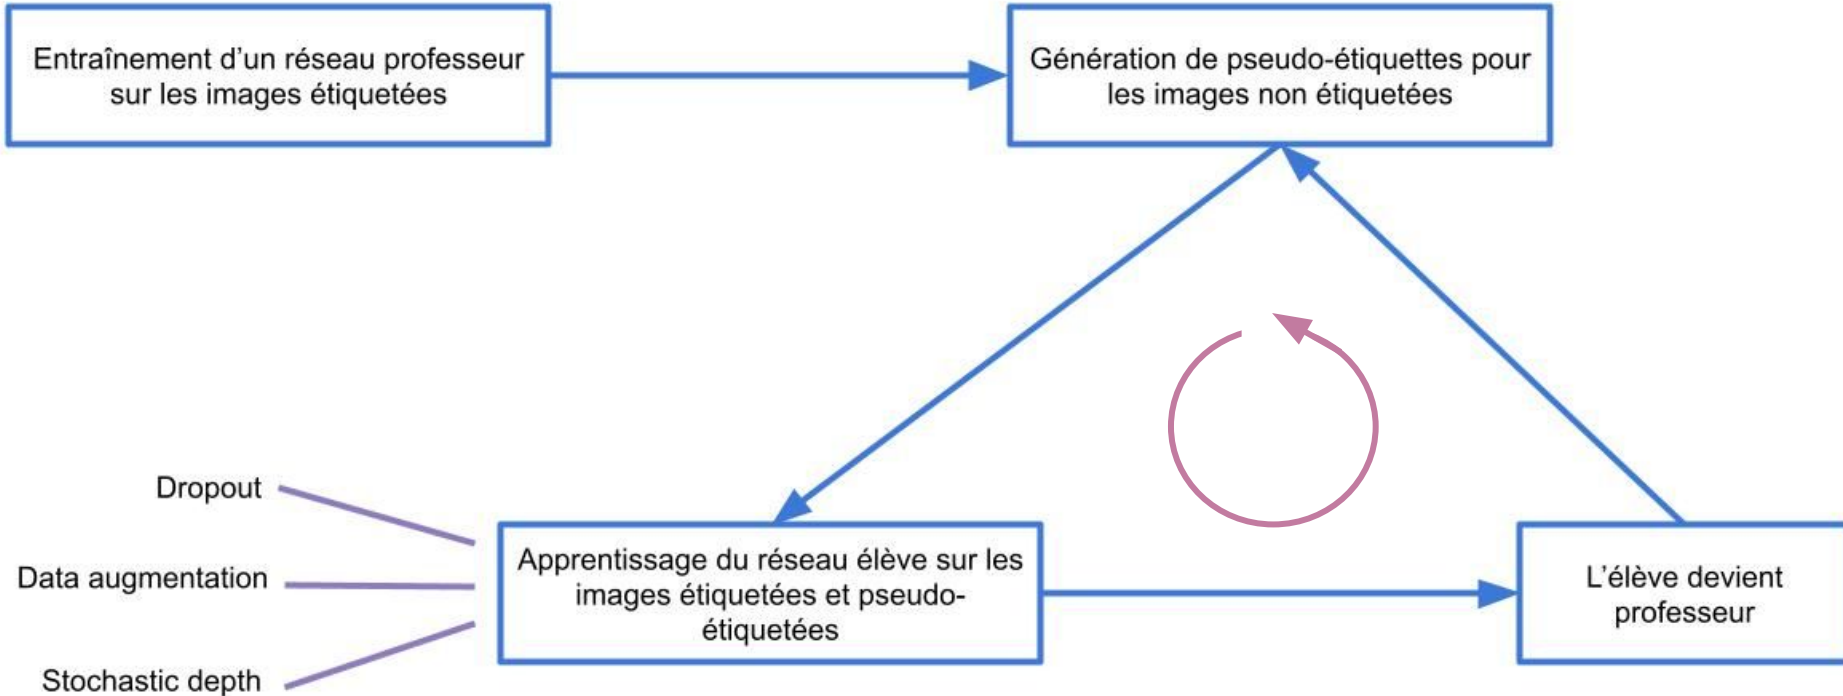 Entraînement d'un réseau professeur
sur les images étiquetées
Génération de pseudo-étiquettes pour
les images non étiquetées
Dropout
Data augmentation
Stochastic depth
Apprentissage du réseau élève sur les
images étiquetées et pseudo-
étiquetées
L'élève devient
professeur